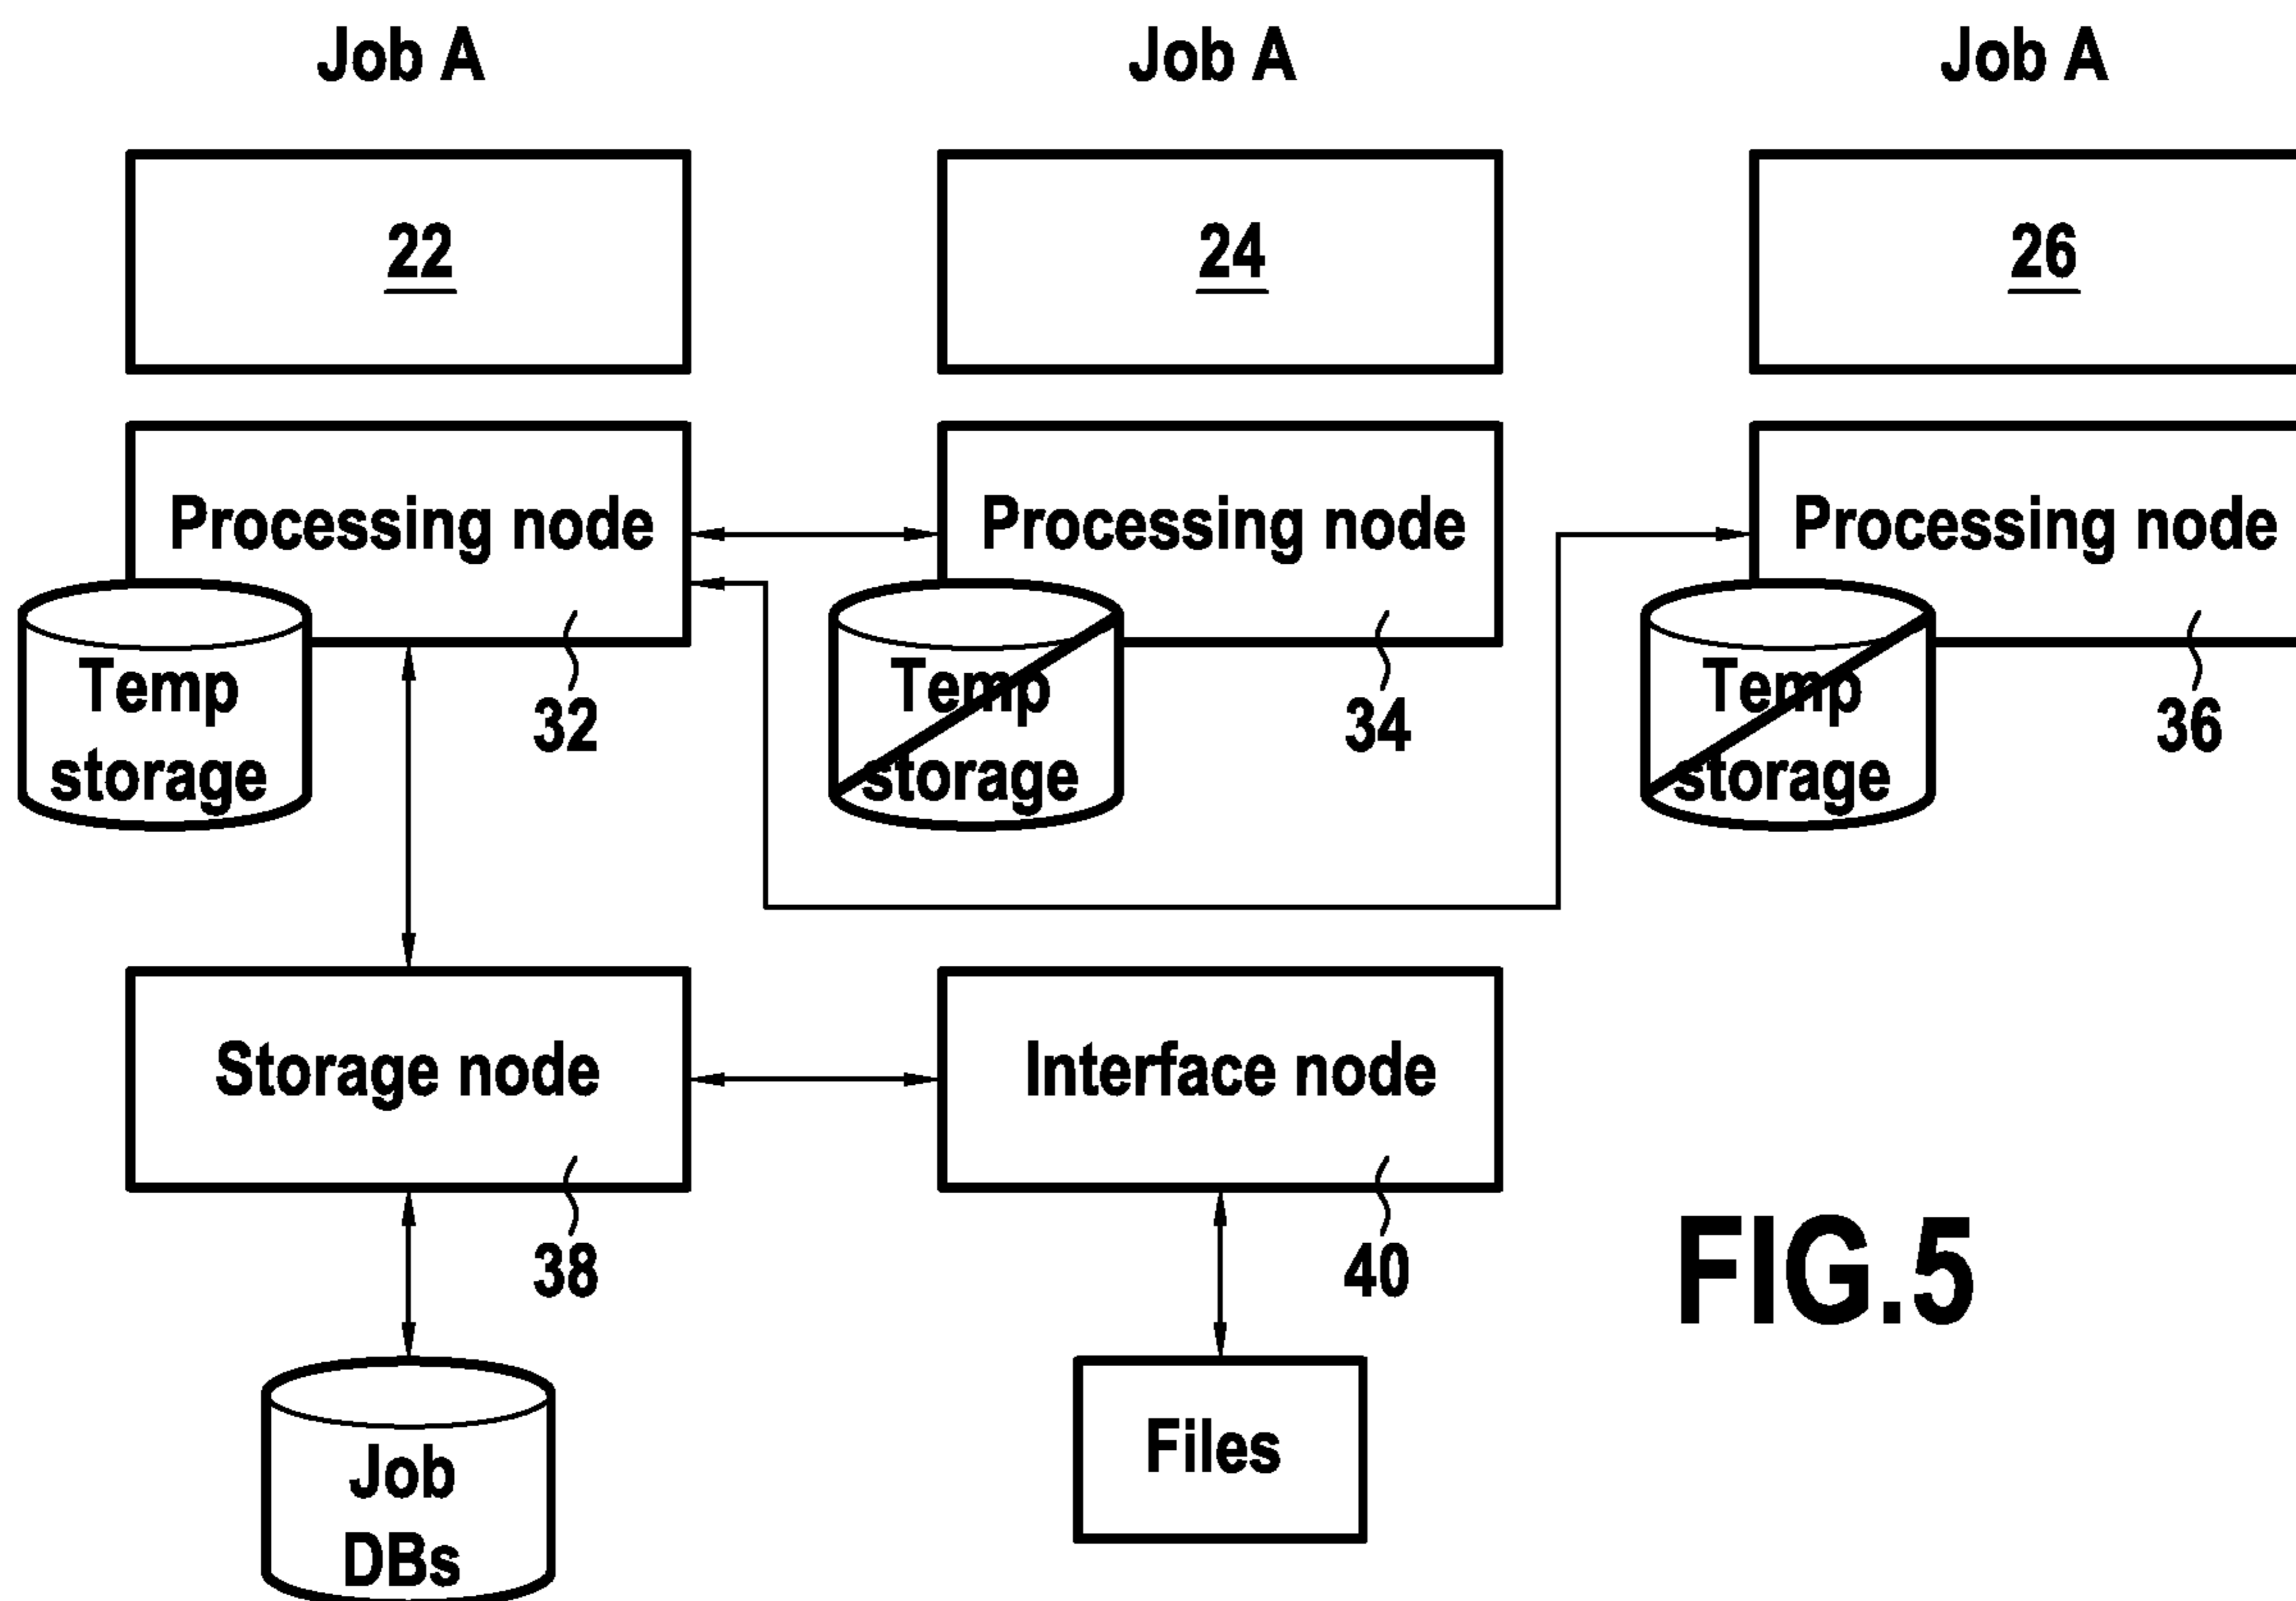 Job A
Job A
Job A
22
24
26
Processing node
Processing node
Processing node
Temp
storage
32
Temp
storage
34
Temp
storage
36
Storage node
Interface node
38
40
Job
DBs
Files
FIG.5